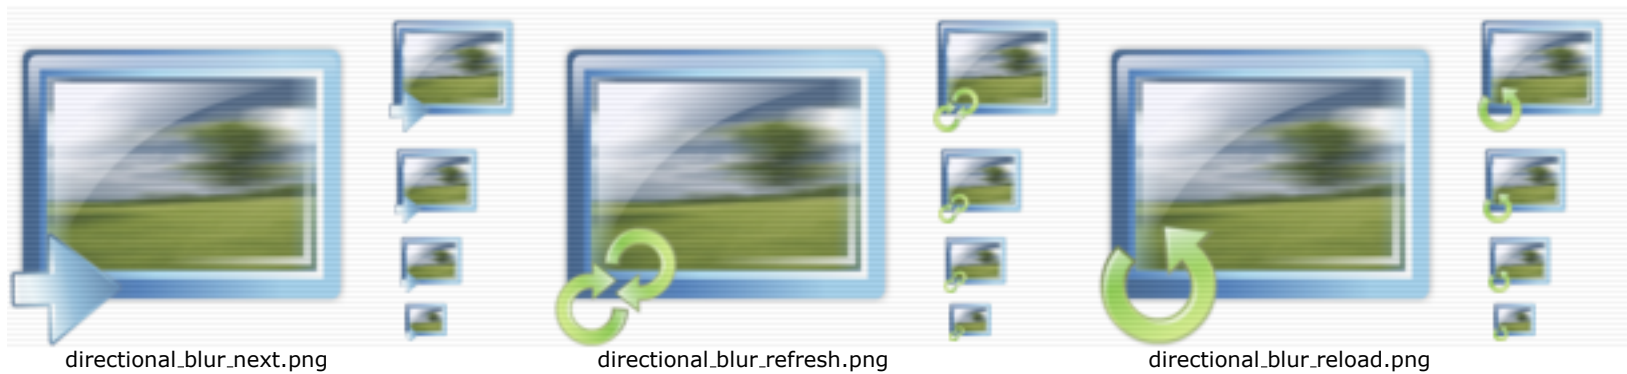 directional_blur_next.png
directional_blur_refresh.png
directional_blur_reload.png